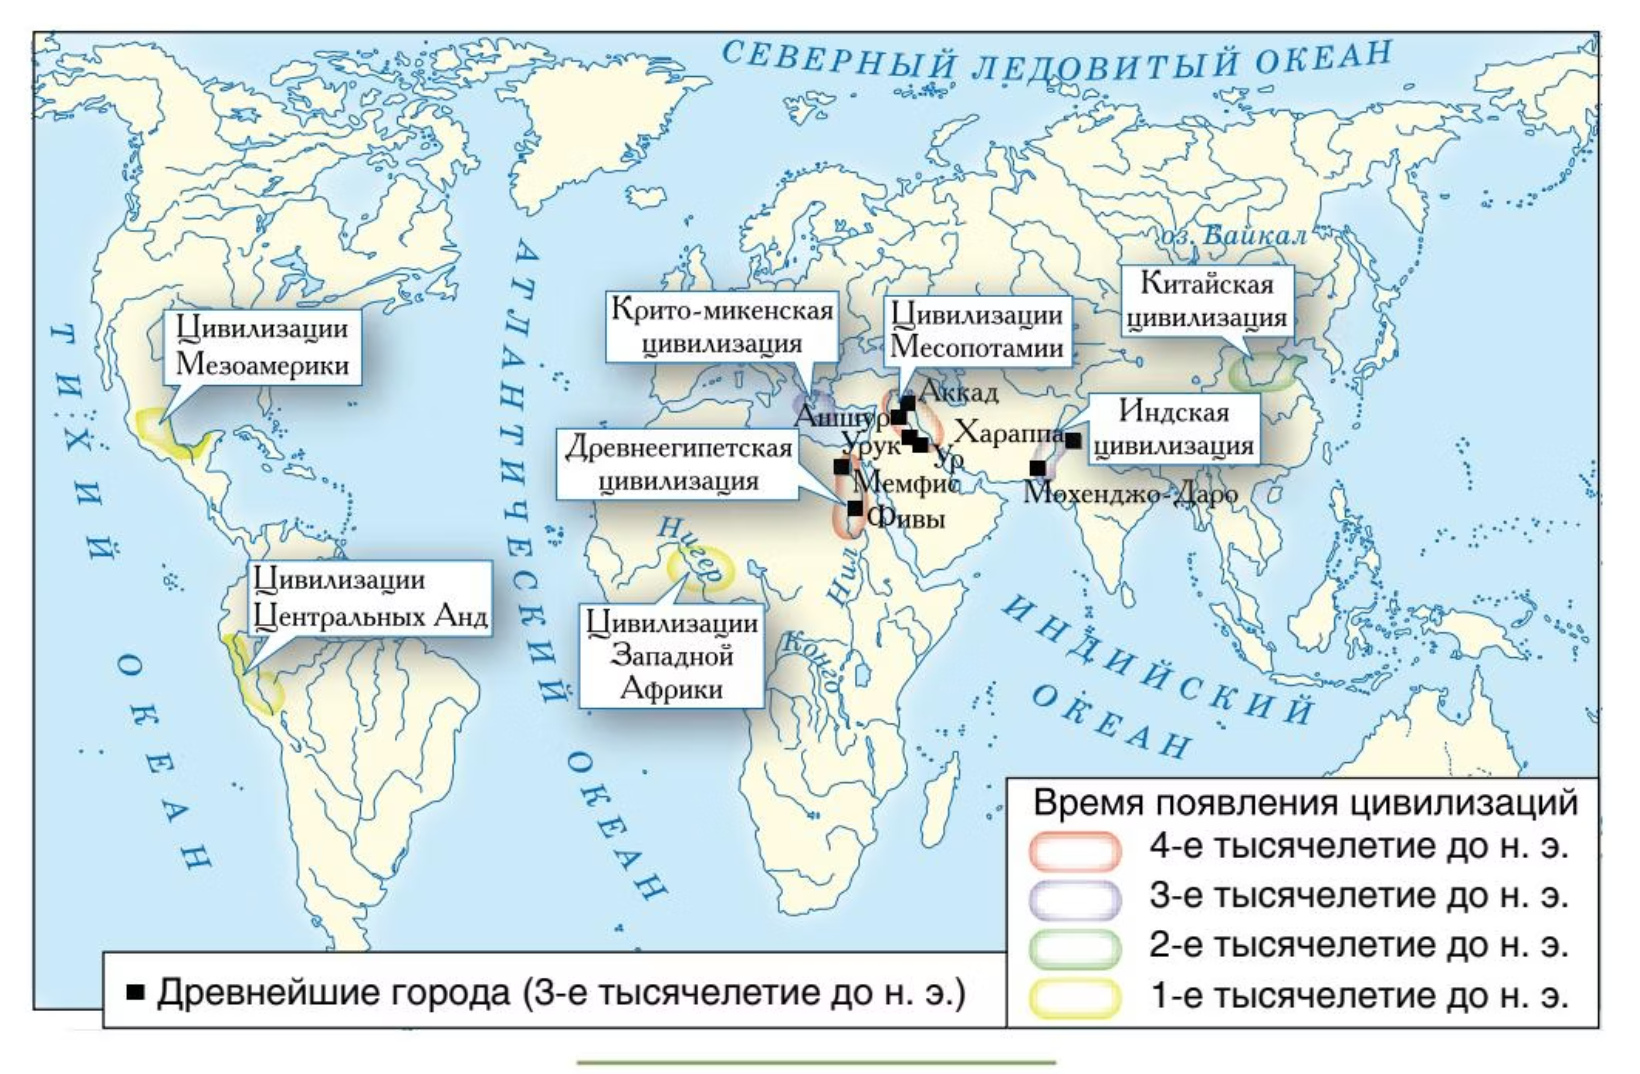 СЕВЕРНЫЙ ЛЕДОВИТЫЙ ОКЕАН
оз. Байкал
Китайская
цивилизация
Крито-микенская
цивилизация
Цивилизации
Месопотамии
Цивилизации
Мезоамерики
ТИХИЙ ОКЕАН
АТЛАНТИЧЕСКИЙ ОКЕАН
Аккад
Ашшур
Урук
Ур
Хараппа
Индская
цивилизация
Древнеегипетская
цивилизация
Мемфис
Мохенджо-Даро
Фивы
Нигер
Нил
Цивилизации
Центральных Анд
Цивилизации
Западной
Африки
Конго
ИНДИЙСКИЙ
ОКЕАН
Время появления цивилизаций
4-е тысячелетие до н. э.
3-е тысячелетие до н. э.
2-е тысячелетие до н. э.
1-е тысячелетие до н. э.
Древнейшие города (3-е тысячелетие до н. э.)